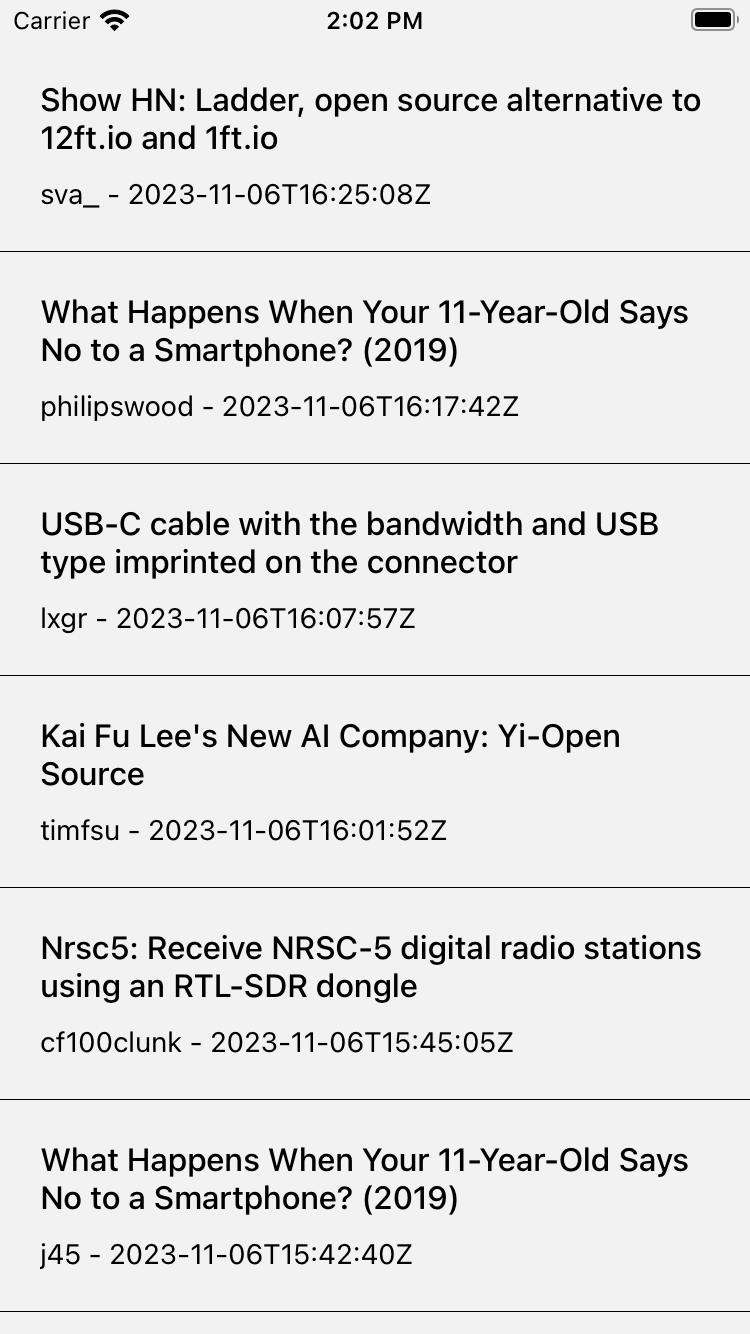 Carrier 2:02 PM
Show HN: Ladder, open source alternative to
12ft.io and 1ft.io
sva_ - 2023-11-06T16:25:08Z
What Happens When Your 11-Year-Old Says
No to a Smartphone? (2019)
philipswood - 2023-11-06T16:17:42Z
USB-C cable with the bandwidth and USB
type imprinted on the connector
lxgr - 2023-11-06T16:07:57Z
Kai Fu Lee's New AI Company: Yi-Open
Source
timfsu - 2023-11-06T16:01:52Z
Nrsc5: Receive NRSC-5 digital radio stations
using an RTL-SDR dongle
cf100clunk - 2023-11-06T15:45:05Z
What Happens When Your 11-Year-Old Says
No to a Smartphone? (2019)
j45 - 2023-11-06T15:42:40Z